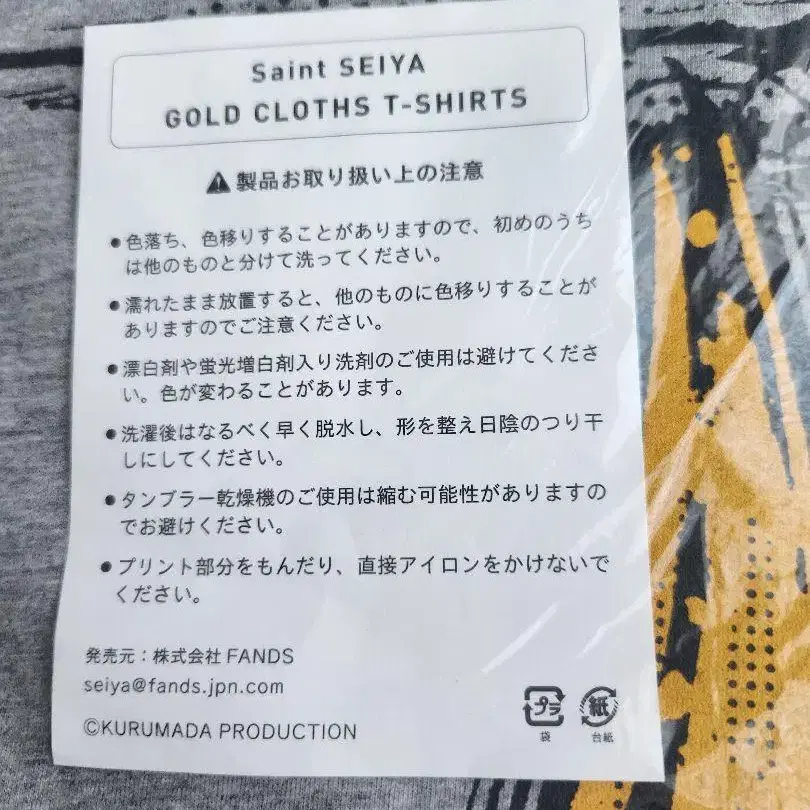 Saint SEIYA
GOLD CLOTHS T-SHIRTS
⚠製品お取り扱い上の注意
●色落ち、色移りすることがありますので、初めのうち
は他のものと分けて洗ってください。
●濡れたまま放置すると、他のものに色移りすることが
ありますのでご注意ください。
●漂白剤や蛍光増白剤入り洗剤のご使用は避けてくださ
い。色が変わることがあります。
●洗濯後はなるべく早く脱水し、形を整え日陰のつり干
しにしてください。
●タンブラー乾燥機のご使用は縮む可能性がありますの
でお避けください。
●プリント部分をもんだり、直接アイロンをかけないで
ください。
発売元：株式会社FANDS
seiya@fands.jpn.com
©KURUMADA PRODUCTION
プラ
袋
紙
台紙